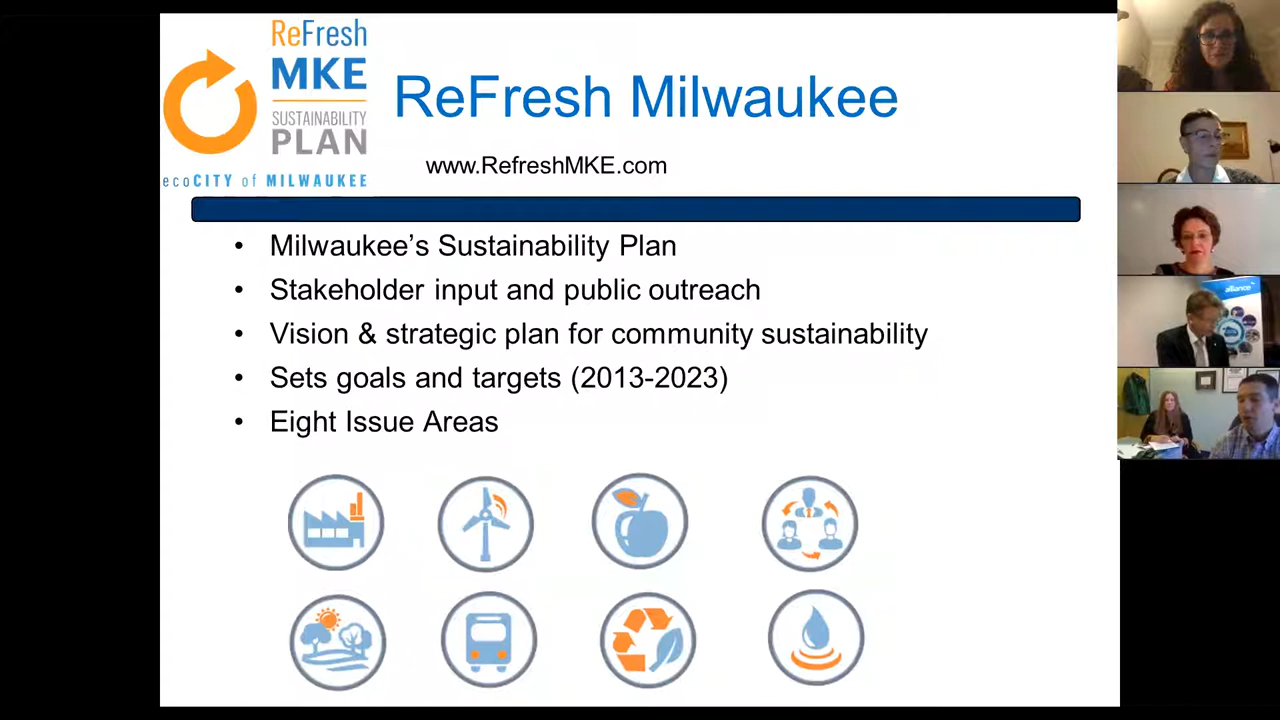 ReFresh
MKE
SUSTAINABILITY
PLAN
ecoCITY of MILWAUKEE
ReFresh Milwaukee
www.RefreshMKE.com
• Milwaukee’s Sustainability Plan
• Stakeholder input and public outreach
• Vision & strategic plan for community sustainability
• Sets goals and targets (2013-2023)
• Eight Issue Areas
alliance